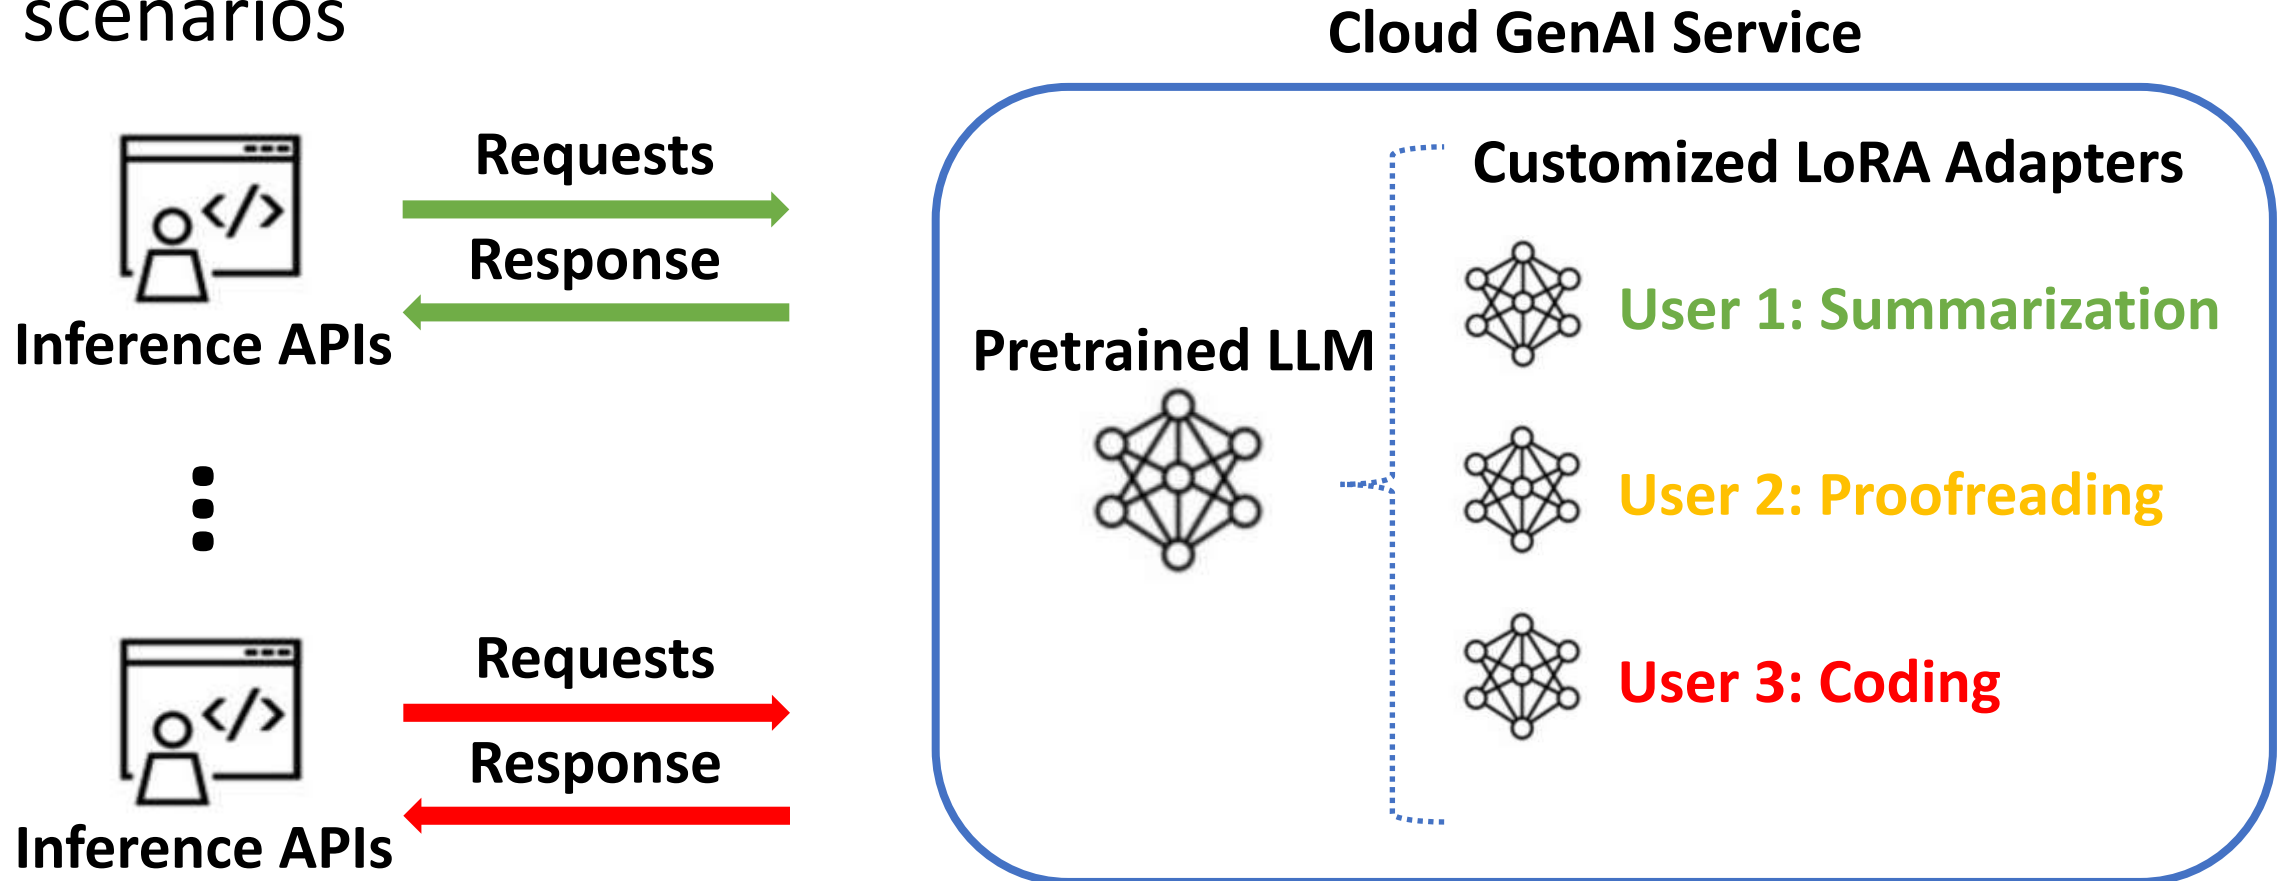 scenarios
Cloud GenAI Service
Requests
Response
Inference APIs
Customized LoRA Adapters
Pretrained LLM
User 1: Summarization
User 2: Proofreading
User 3: Coding
Requests
Response
Inference APIs